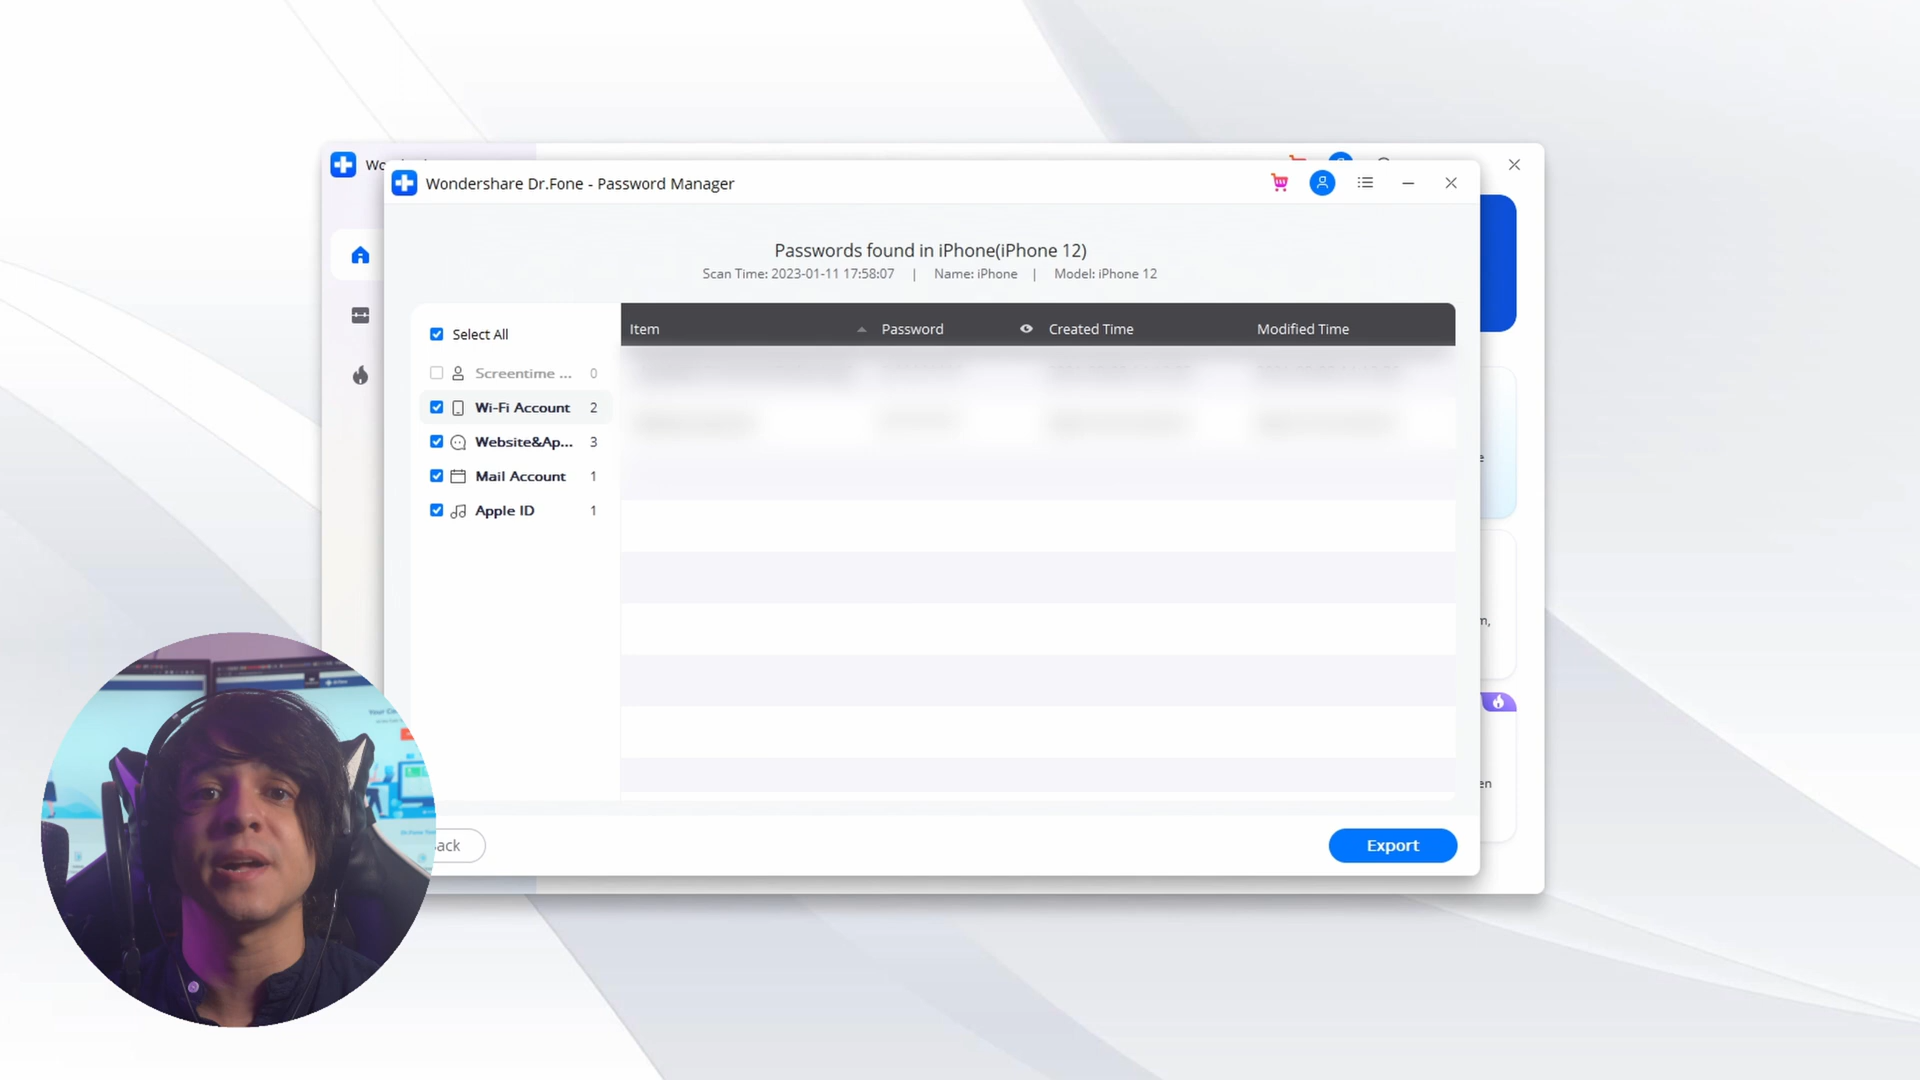 Wondershare Dr.Fone - Password Manager
Passwords found in iPhone(iPhone 12)
Scan Time: 2023-01-11 17:58:07 | Name: iPhone | Model: iPhone 12
Select All
Screentime ... 0
Wi-Fi Account 2
Website&Ap... 3
Mail Account 1
Apple ID 1
Item Password Created Time Modified Time
Export